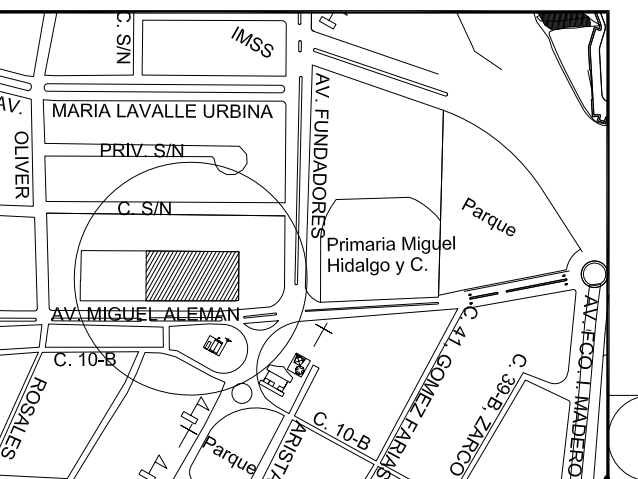 C. S/N
IMSS
AV.
MARIA LAVALLE URBINA
AV. FUNDADORES
OLIVER
PRIV. S/N
C. S/N
Parque
Primaria Miguel
Hidalgo y C.
AV. MIGUEL ALEMAN
C. 10-B
C. 41, GOMEZ FARIAS
AV. FCO. I. MADERO
C. 39-B, ZARCO
ROSALES
C. 10-B
ARISTA
Parque